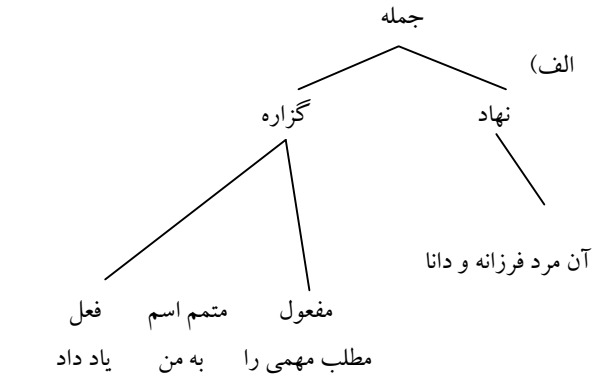 جمله
الف)
نهاد گزاره
آن مرد فرزانه و دانا
مفعول متمم اسم فعل
مطلب مهمی را به من یاد داد